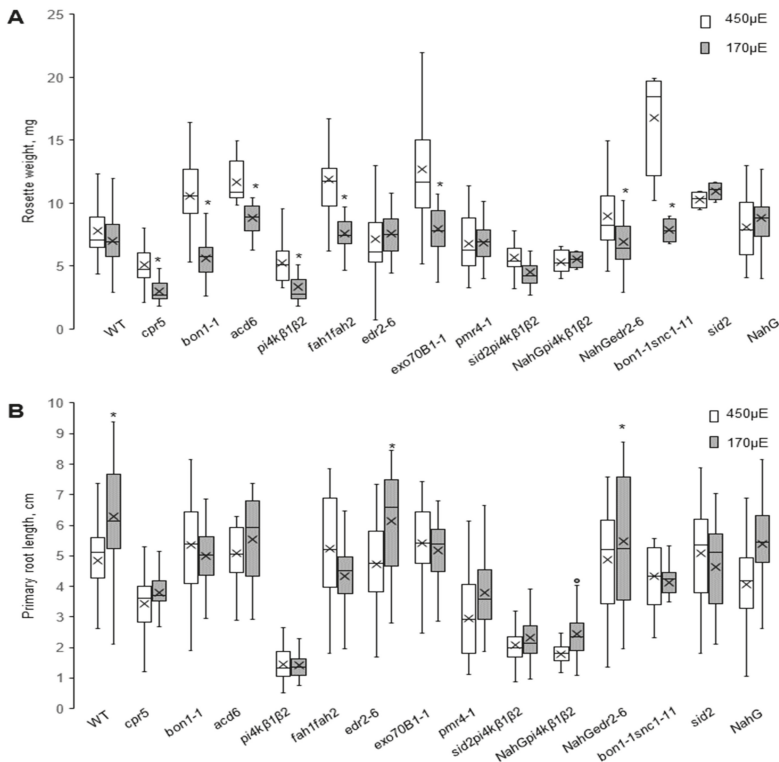 A
450µE
170µE
Rosette weight, mg
25
20
15
10
5
0
*
*
*
*
*
*
*
*
*
WT
cpr5
bon1-1
acd6
pi4kβ1β2
fah1fah2
edr2-6
exo70B1-1
pmr4-1
sid2pi4kβ1β2
NahGpi4kβ1β2
NahGedr2-6
bon1-1snc1-11
sid2
NahG
B
450µE
170µE
Primary root length, cm
10
9
8
7
6
5
4
3
2
1
0
*
*
*
WT
cpr5
bon1-1
acd6
pi4kβ1β2
fah1fah2
edr2-6
exo70B1-1
pmr4-1
sid2pi4kβ1β2
NahGpi4kβ1β2
NahGedr2-6
bon1-1snc1-11
sid2
NahG